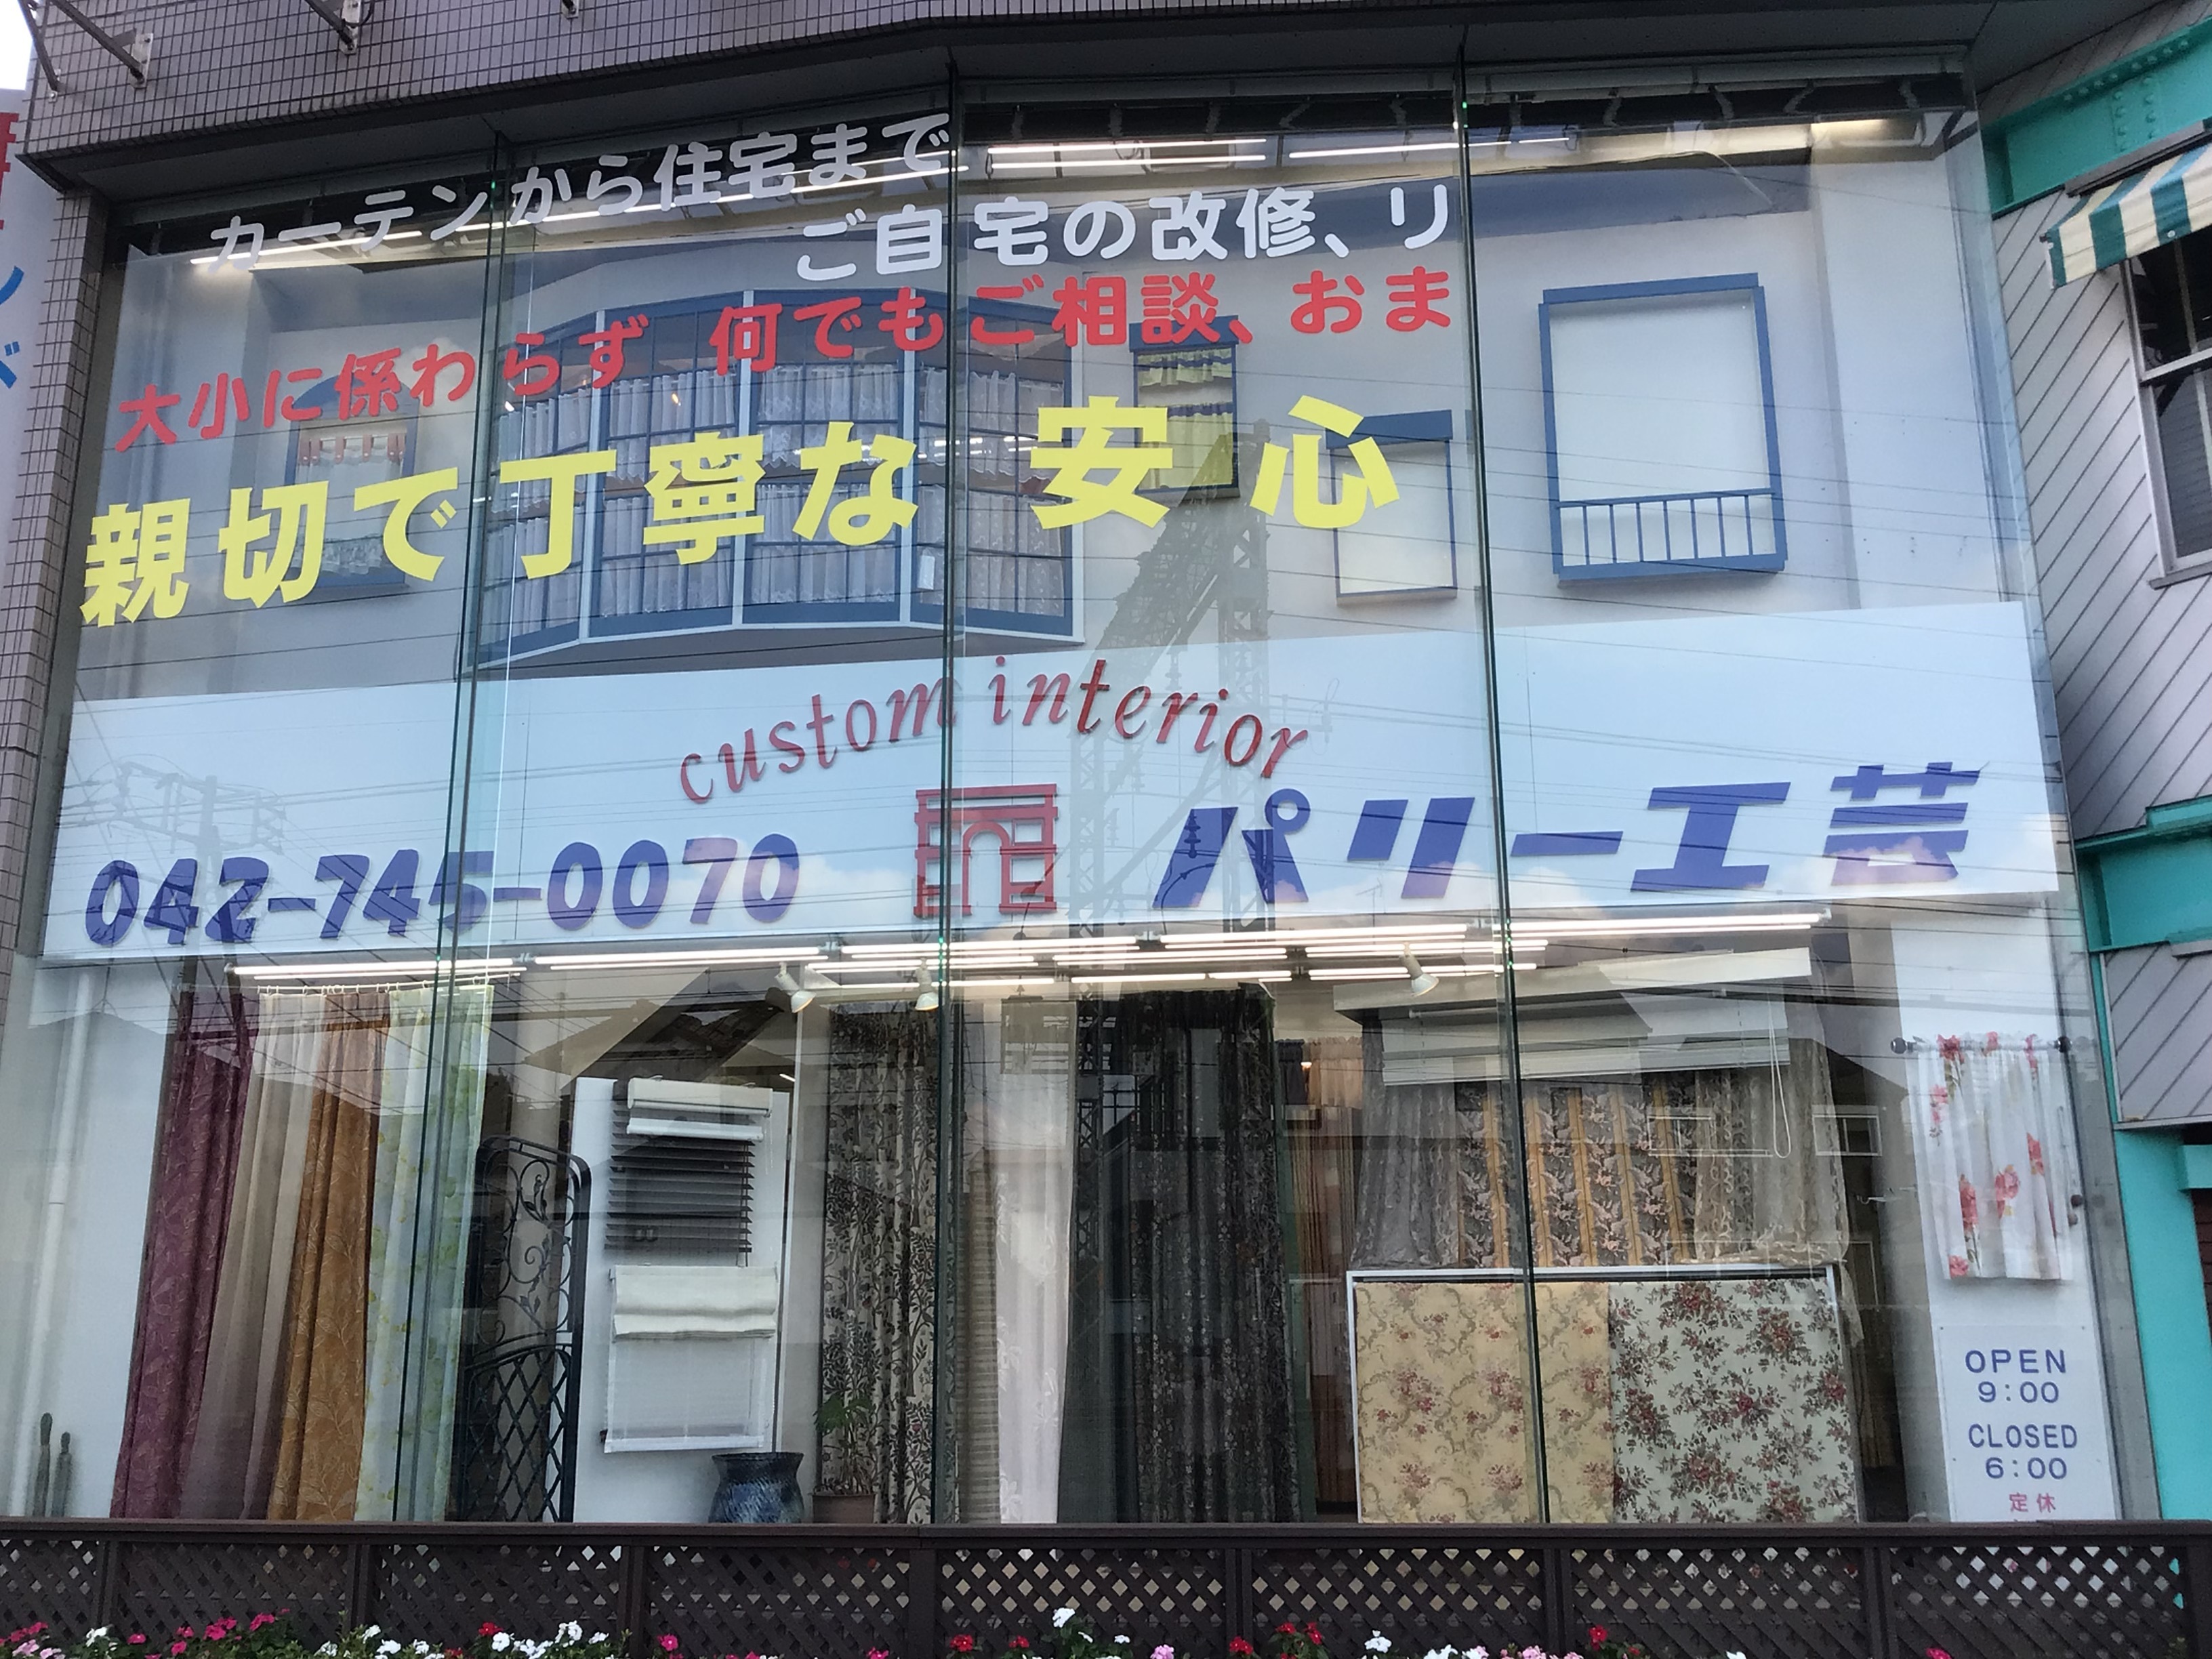 カーテンから住宅まで
ご自宅の改修、リ
大小に係わらず 何でもご相談、おま
親切で丁寧な 安心
custom interior
042-745-0070 パリー工芸
OPEN
9:00
CLOSED
6:00
定休